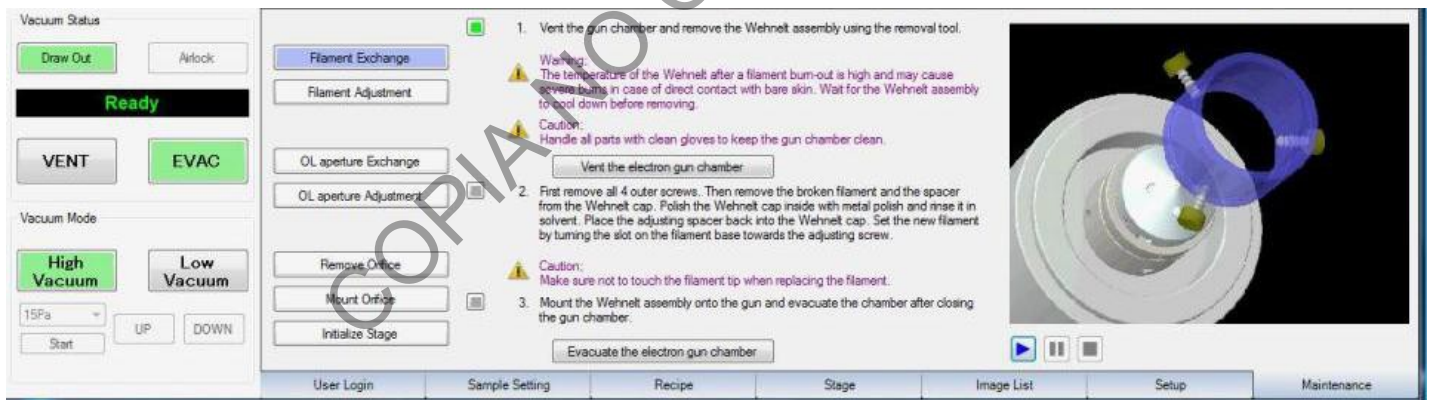 Vacuum Status
Draw Out
Airlock
Ready
VENT
EVAC
Vacuum Mode
High
Vacuum
Low
Vacuum
15Pa
UP
DOWN
Start
Filament Exchange
Filament Adjustment
OL aperture Exchange
OL aperture Adjustment
Remove Orifice
Mount Orifice
Initialize Stage
1. Vent the gun chamber and remove the Wehnelt assembly using the removal tool.
Warning;
The temperature of the Wehnelt after a filament burn-out is high and may cause
severe burns in case of direct contact with bare skin. Wait for the Wehnelt assembly
to cool down before removing.
Caution;
Handle all parts with clean gloves to keep the gun chamber clean.
Vent the electron gun chamber
2. First remove all 4 outer screws. Then remove the broken filament and the spacer
from the Wehnelt cap. Polish the Wehnelt cap inside with metal polish and rinse it in
solvent. Place the adjusting spacer back into the Wehnelt cap. Set the new filament
by turning the slot on the filament base towards the adjusting screw.
Caution;
Make sure not to touch the filament tip when replacing the filament.
3. Mount the Wehnelt assembly onto the gun and evacuate the chamber after closing
the gun chamber.
Evacuate the electron gun chamber
User Login
Sample Setting
Recipe
Stage
Image List
Setup
Maintenance
COPIA NO C